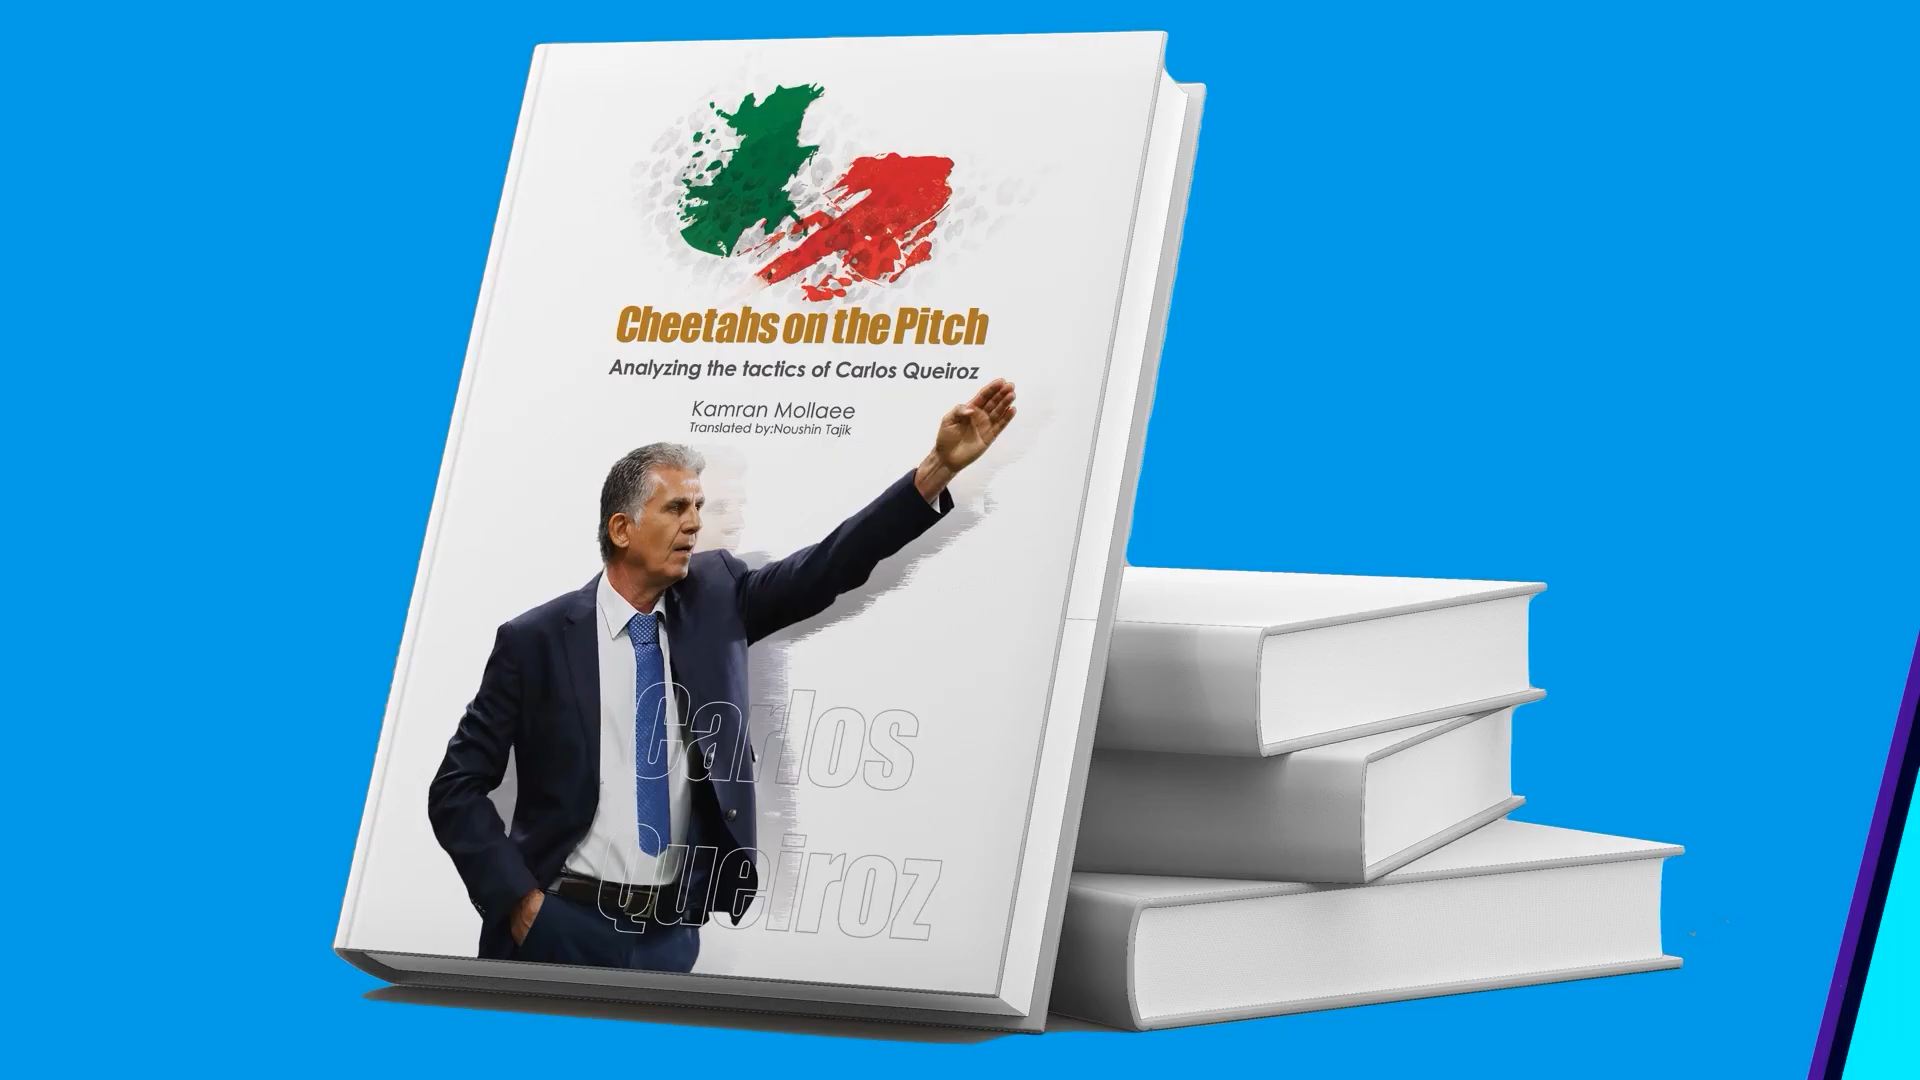 Cheetahs on the Pitch
Analyzing the tactics of Carlos Queiroz
Kamran Mollaee
Translated by:Noushin Tajik
Carlos
Queiroz